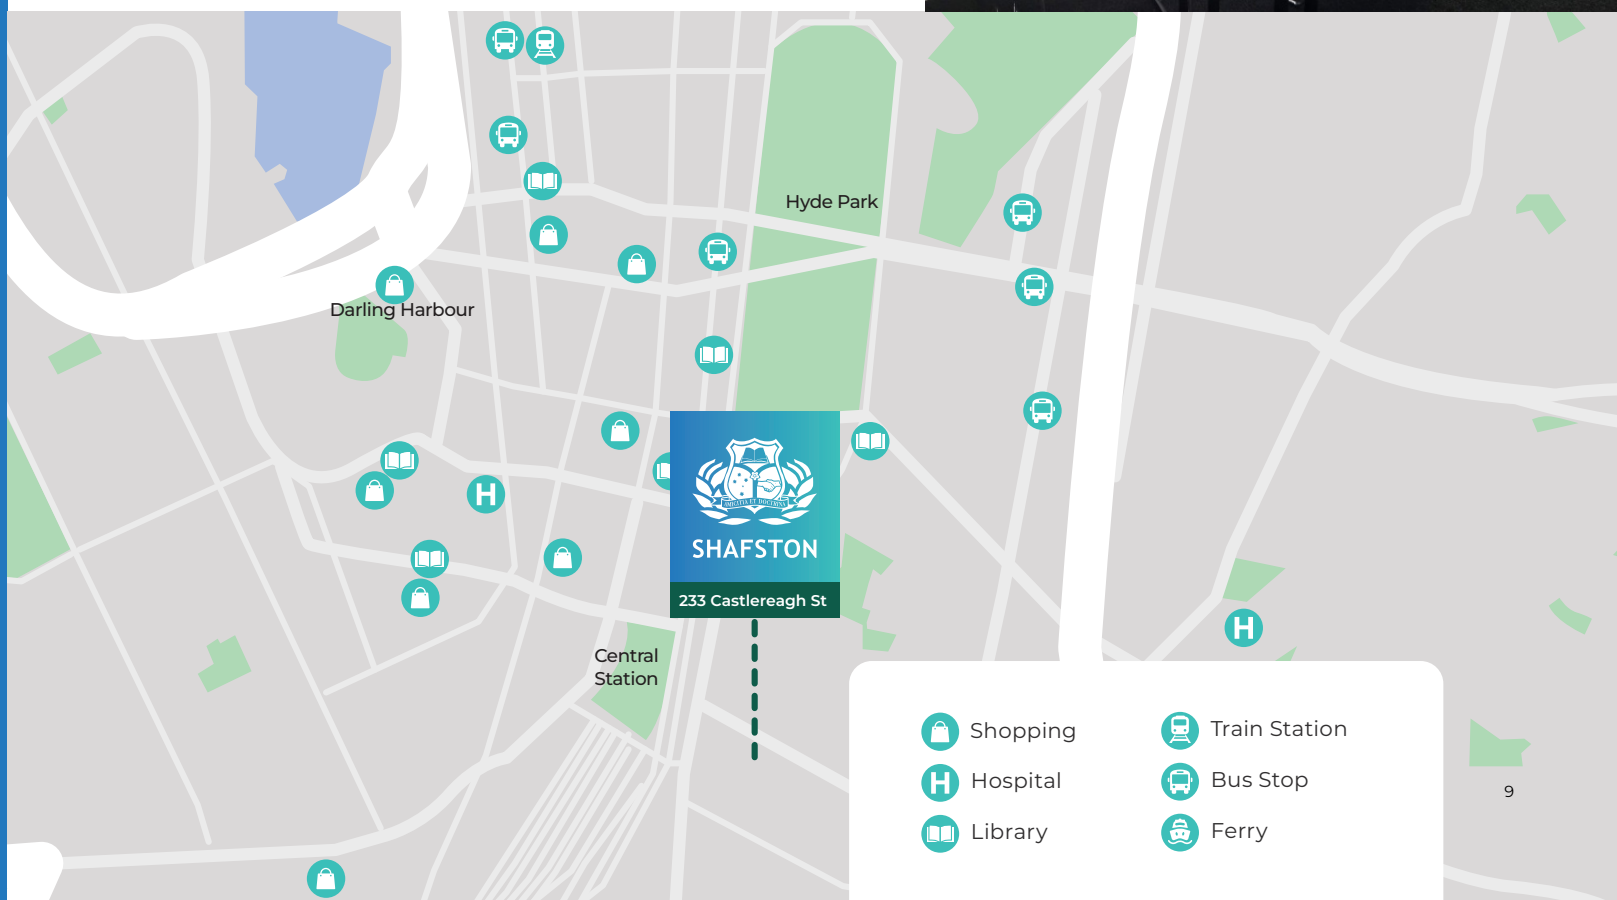 Hyde Park
Darling Harbour
SHAFSTON
233 Castlereagh St
Central
Station
H
H
Shopping
H Hospital
Library
Train Station
Bus Stop
Ferry
9